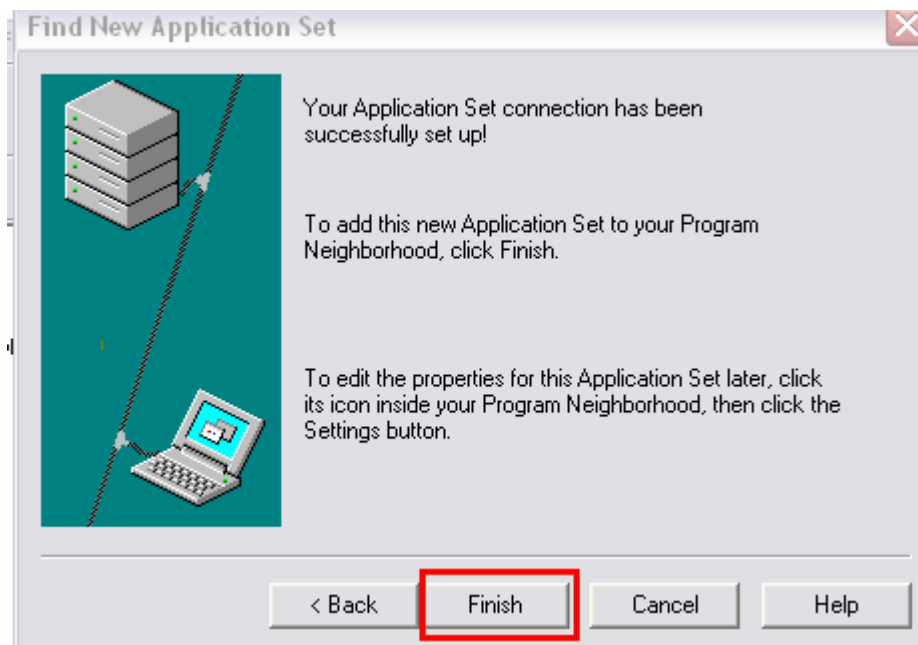 Find New Application Set
Your Application Set connection has been
successfully set up!
To add this new Application Set to your Program
Neighborhood, click Finish.
To edit the properties for this Application Set later, click
its icon inside your Program Neighborhood, then click the
Settings button.
< Back
Finish
Cancel
Help